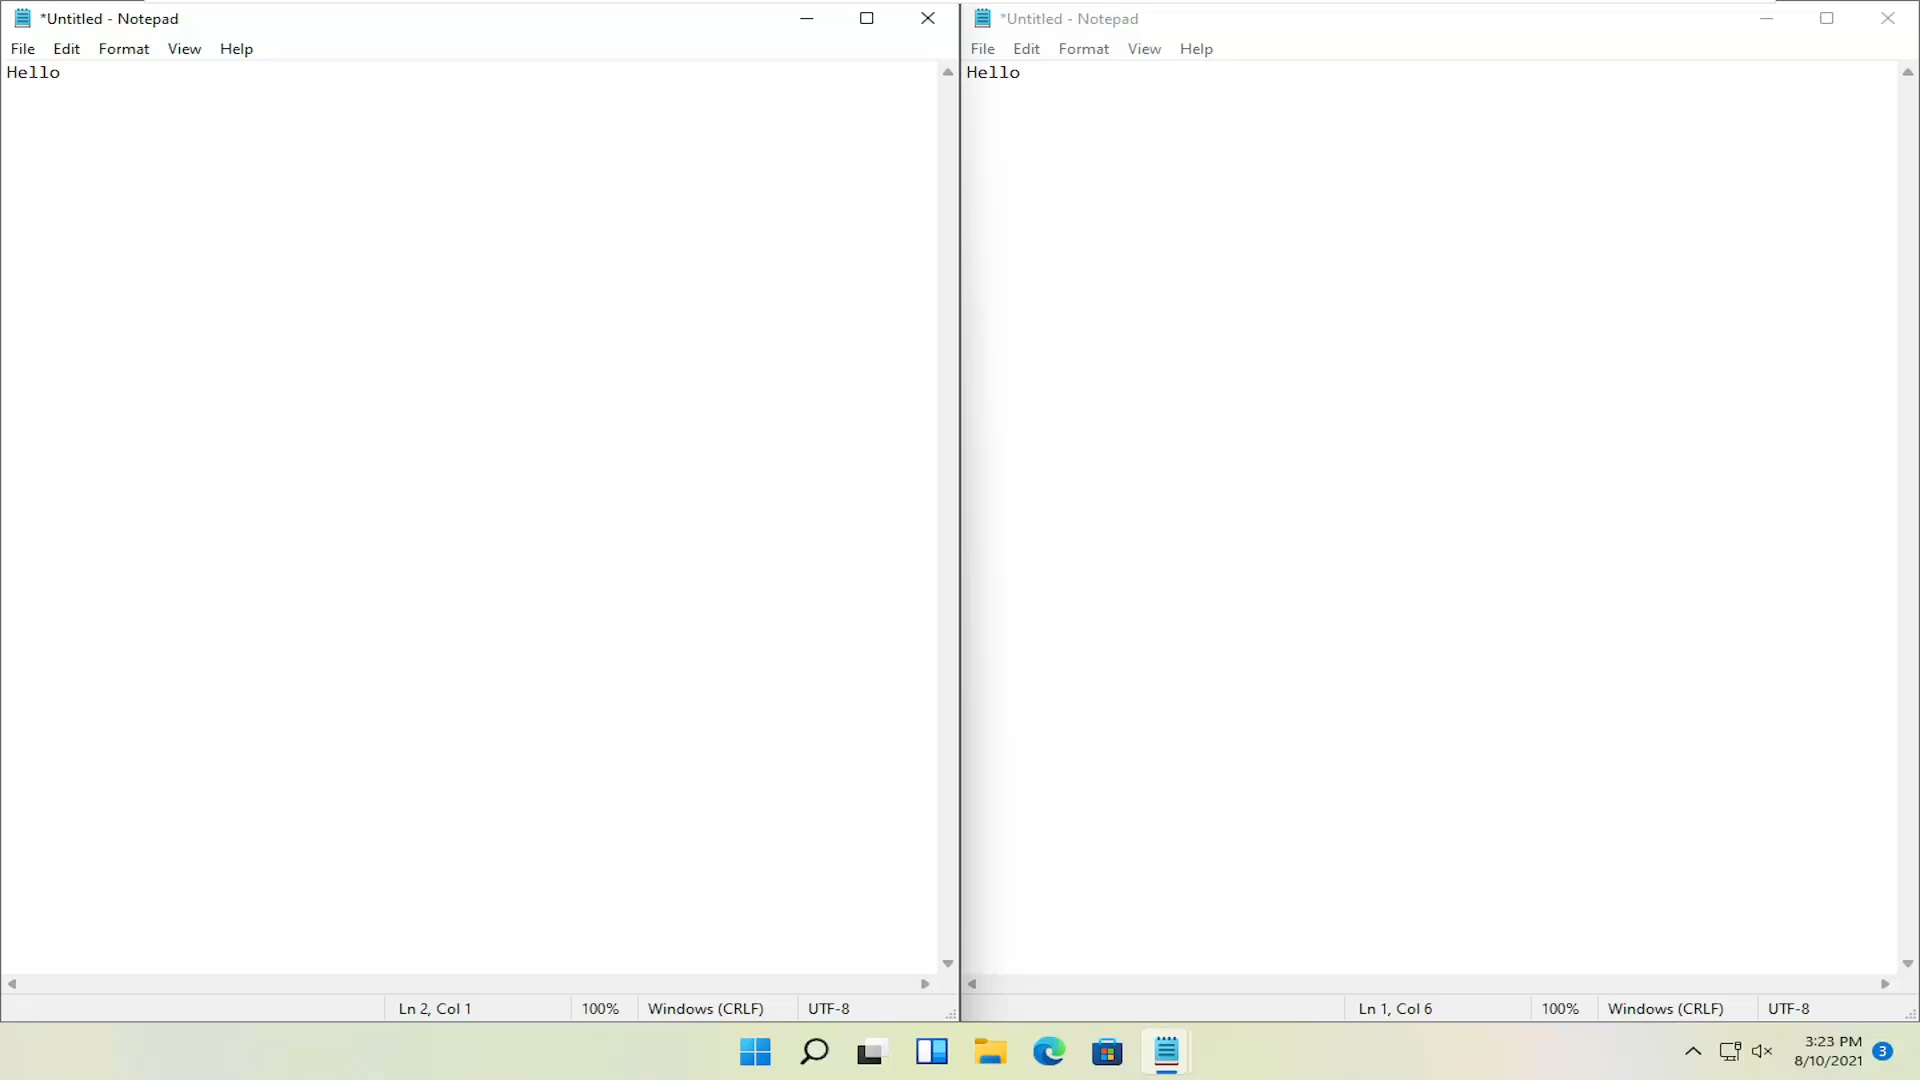 *Untitled - Notepad
File Edit Format View Help
Hello
Ln 2, Col 1 100% Windows (CRLF) UTF-8
*Untitled - Notepad
File Edit Format View Help
Hello
Ln 1, Col 6 100% Windows (CRLF) UTF-8
3:23 PM
8/10/2021
3